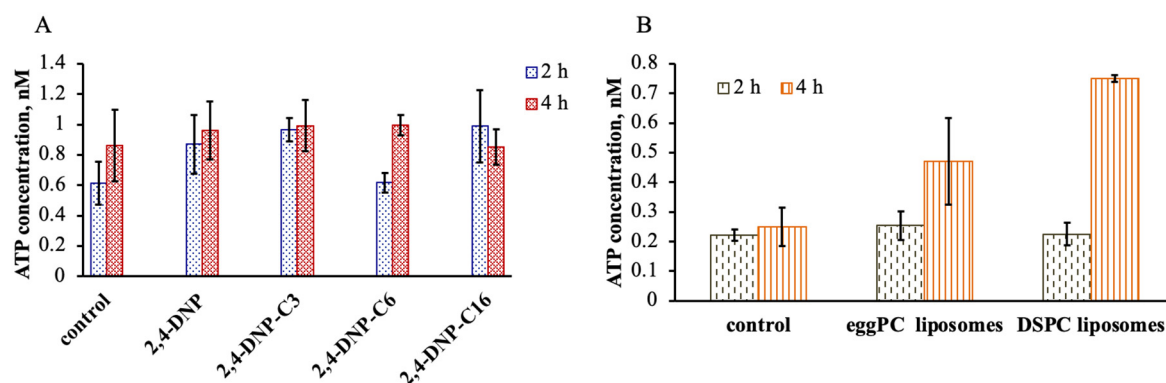 A
ATP concentration, nM
1.4
1.2
1
0.8
0.6
0.4
0.2
0
2 h
4 h
control
2,4-DNP
2,4-DNP-C3
2,4-DNP-C6
2,4-DNP-C16
B
ATP concentration, nM
0.8
0.7
0.6
0.5
0.4
0.3
0.2
0.1
0
2 h
4 h
control
eggPC liposomes
DSPC liposomes